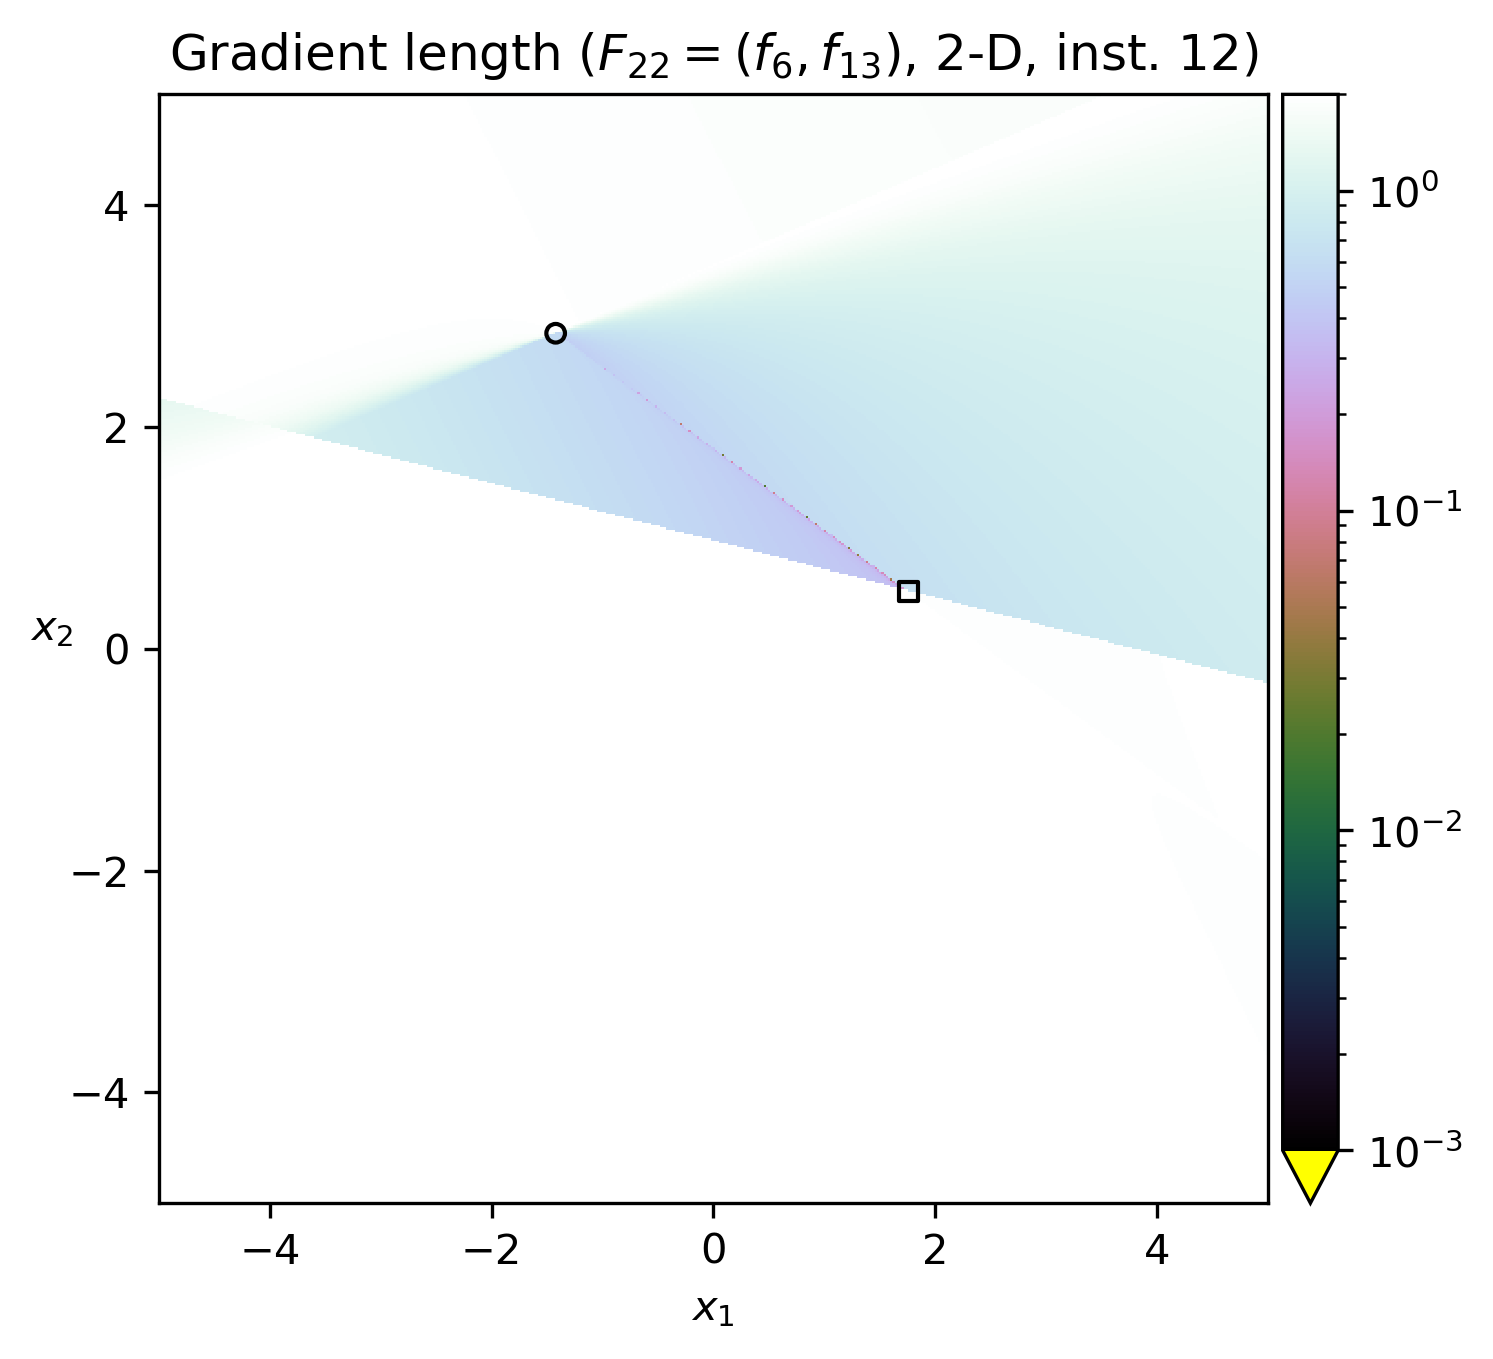 Gradient length (F₂₂ = (f₆, f₁₃), 2-D, inst. 12)
4
2
0
−2
−4
x₂
−4 −2 0 2 4
x₁
10⁰
10⁻¹
10⁻²
10⁻³